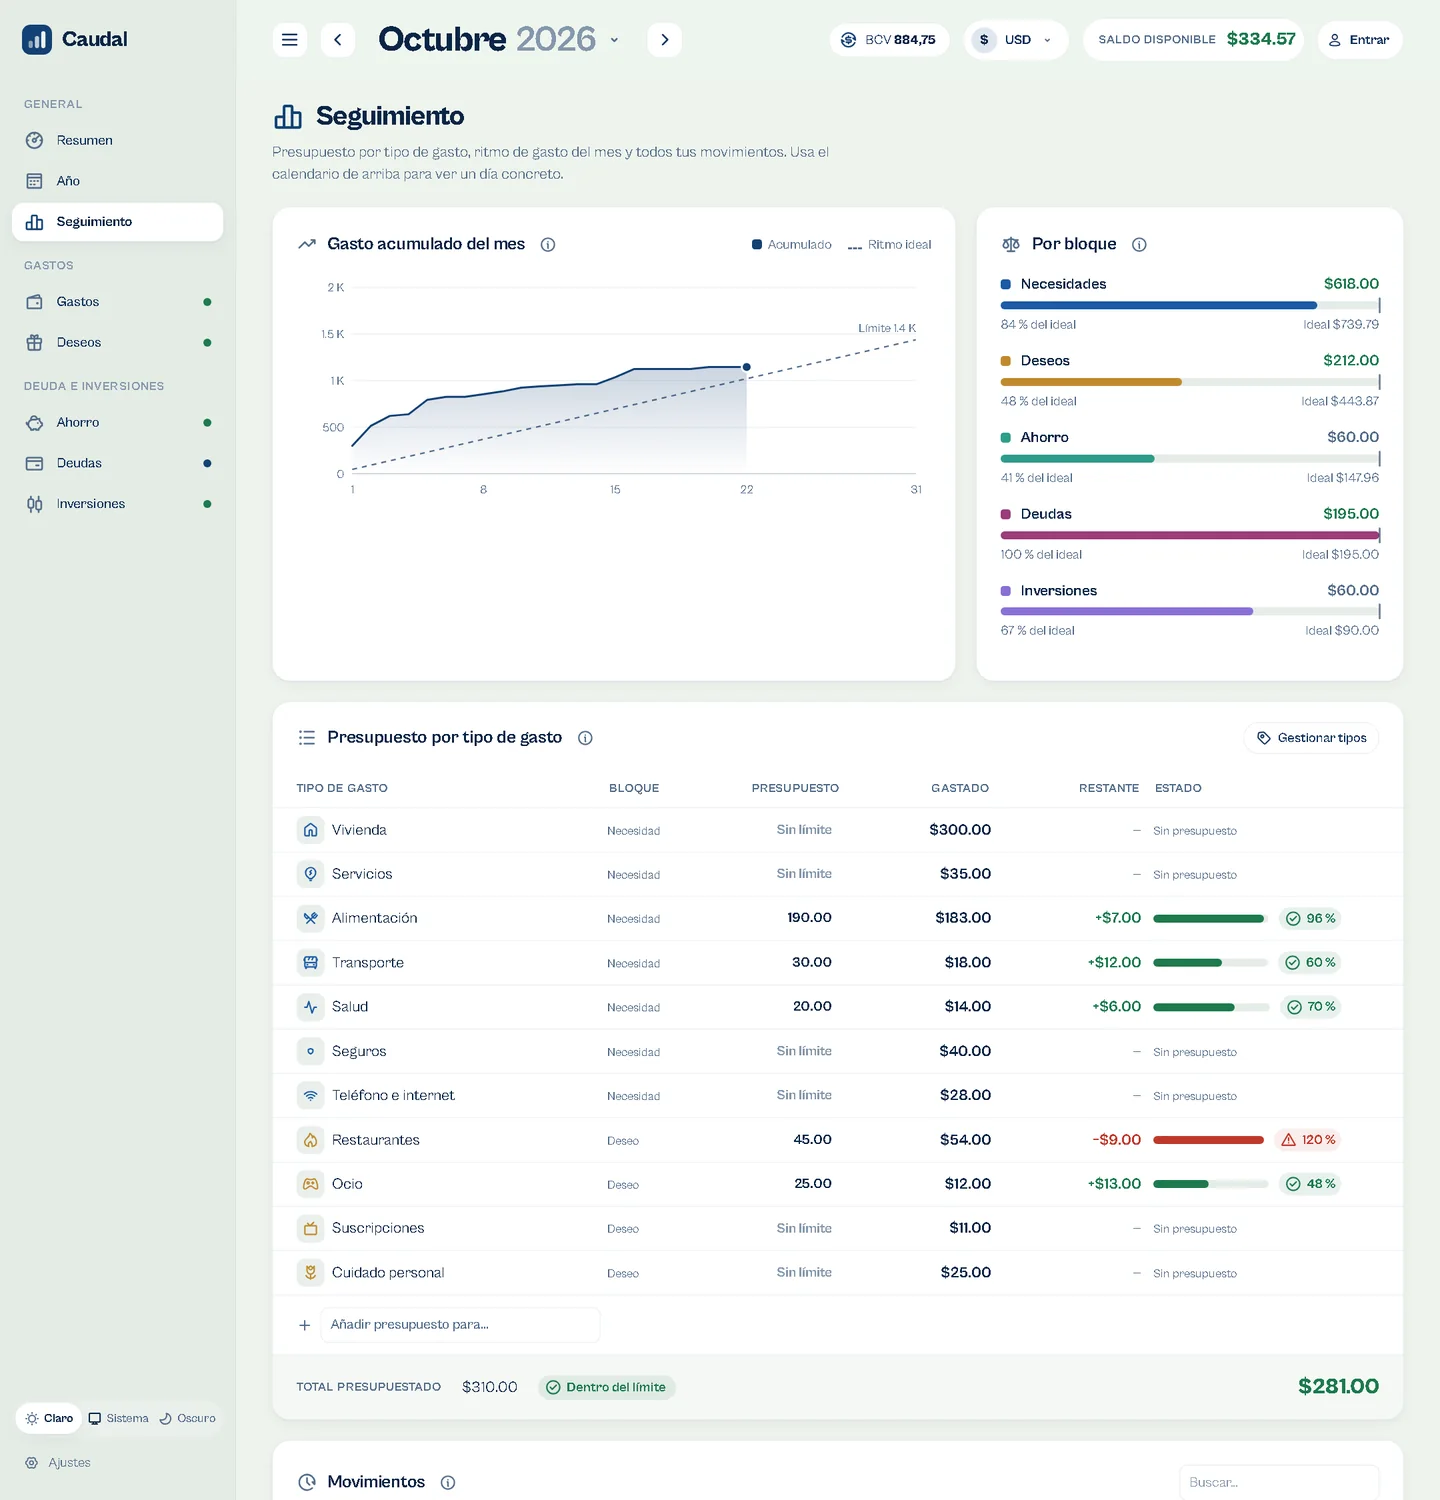 Caudal
GENERAL
Resumen
Año
Seguimiento
GASTOS
Gastos
Deseos
DEUDA E INVERSIONES
Ahorro
Deudas
Inversiones
Claro Sistema Oscuro
Ajustes
Octubre 2026
BCV 884,75
$ USD
SALDO DISPONIBLE $334.57
Entrar
Seguimiento
Presupuesto por tipo de gasto, ritmo de gasto del mes y todos tus movimientos. Usa el
calendario de arriba para ver un día concreto.
Gasto acumulado del mes
Acumulado Ritmo ideal
2 K
1.5 K
Límite 1.4 K
1 K
500
0
1 8 15 22 31
Por bloque
Necesidades $618.00
84 % del ideal Ideal $739.79
Deseos $212.00
48 % del ideal Ideal $443.87
Ahorro $60.00
41 % del ideal Ideal $147.96
Deudas $195.00
100 % del ideal Ideal $195.00
Inversiones $60.00
67 % del ideal Ideal $90.00
Presupuesto por tipo de gasto
Gestionar tipos
TIPO DE GASTO BLOQUE PRESUPUESTO GASTADO RESTANTE ESTADO
Vivienda Necesidad Sin límite $300.00 – Sin presupuesto
Servicios Necesidad Sin límite $35.00 – Sin presupuesto
Alimentación Necesidad 190.00 $183.00 +$7.00 96 %
Transporte Necesidad 30.00 $18.00 +$12.00 60 %
Salud Necesidad 20.00 $14.00 +$6.00 70 %
Seguros Necesidad Sin límite $40.00 – Sin presupuesto
Teléfono e internet Necesidad Sin límite $28.00 – Sin presupuesto
Restaurantes Deseo 45.00 $54.00 −$9.00 120 %
Ocio Deseo 25.00 $12.00 +$13.00 48 %
Suscripciones Deseo Sin límite $11.00 – Sin presupuesto
Cuidado personal Deseo Sin límite $25.00 – Sin presupuesto
+ Añadir presupuesto para...
TOTAL PRESUPUESTADO $310.00 Dentro del límite $281.00
Movimientos
Buscar...